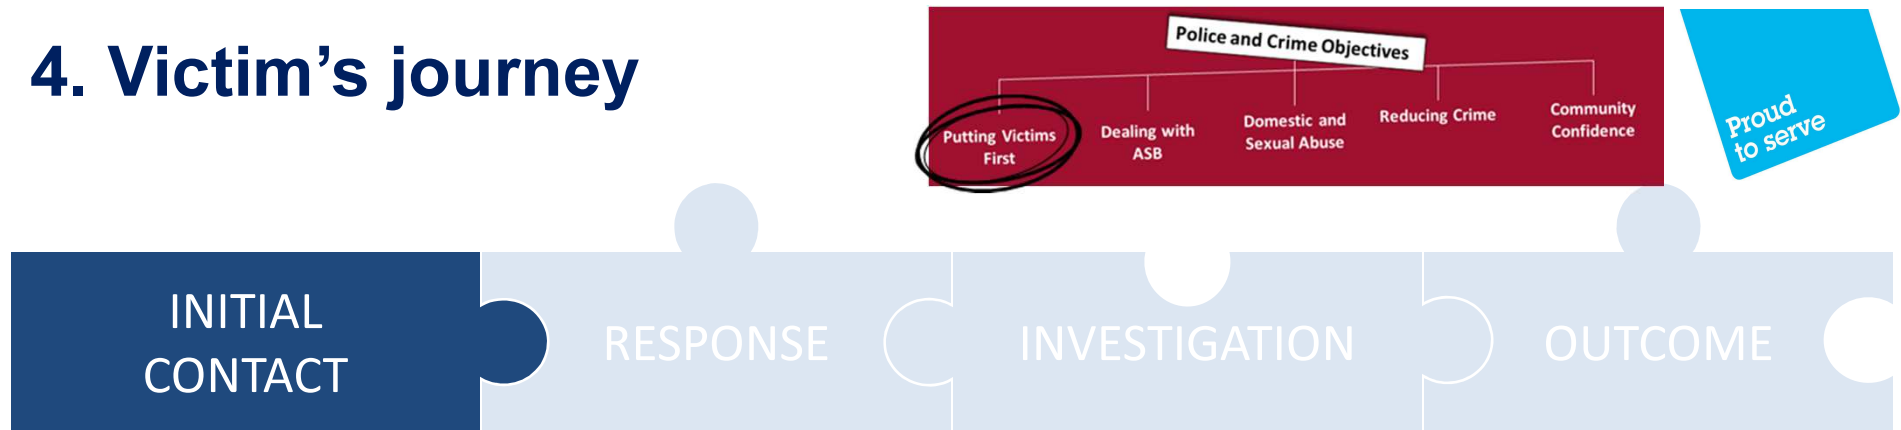 4. Victim’s journey
Police and Crime Objectives
Putting Victims
First
Dealing with
ASB
Domestic and
Sexual Abuse
Reducing Crime
Community
Confidence
Proud
to serve
INITIAL
CONTACT
RESPONSE
INVESTIGATION
OUTCOME